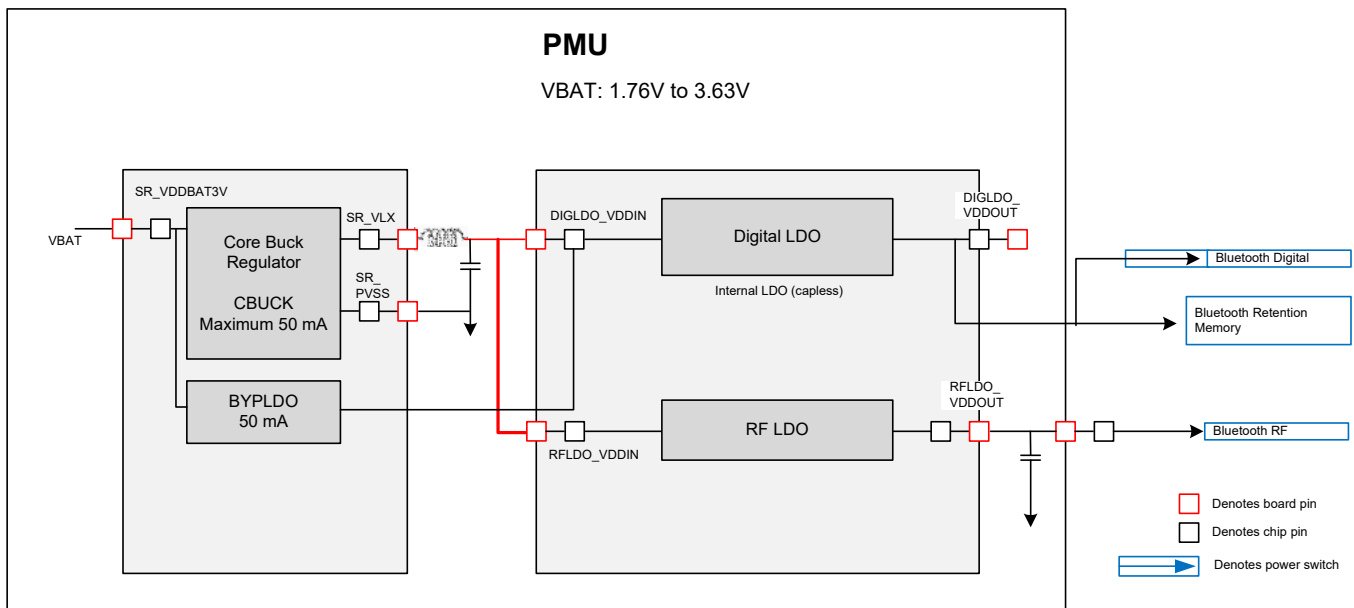 PMU
VBAT: 1.76V to 3.63V
SR_VDDBAT3V
VBAT
Core Buck
Regulator
CBUCK
Maximum 50 mA
SR_VLX
SR_
PVSS
BYPLDO
50 mA
DIGLDO_VDDIN
Digital LDO
Internal LDO (capless)
DIGLDO_
VDDOUT
RFLDO_VDDIN
RF LDO
RFLDO_
VDDOUT
Bluetooth Digital
Bluetooth Retention
Memory
Bluetooth RF
Denotes board pin
Denotes chip pin
Denotes power switch